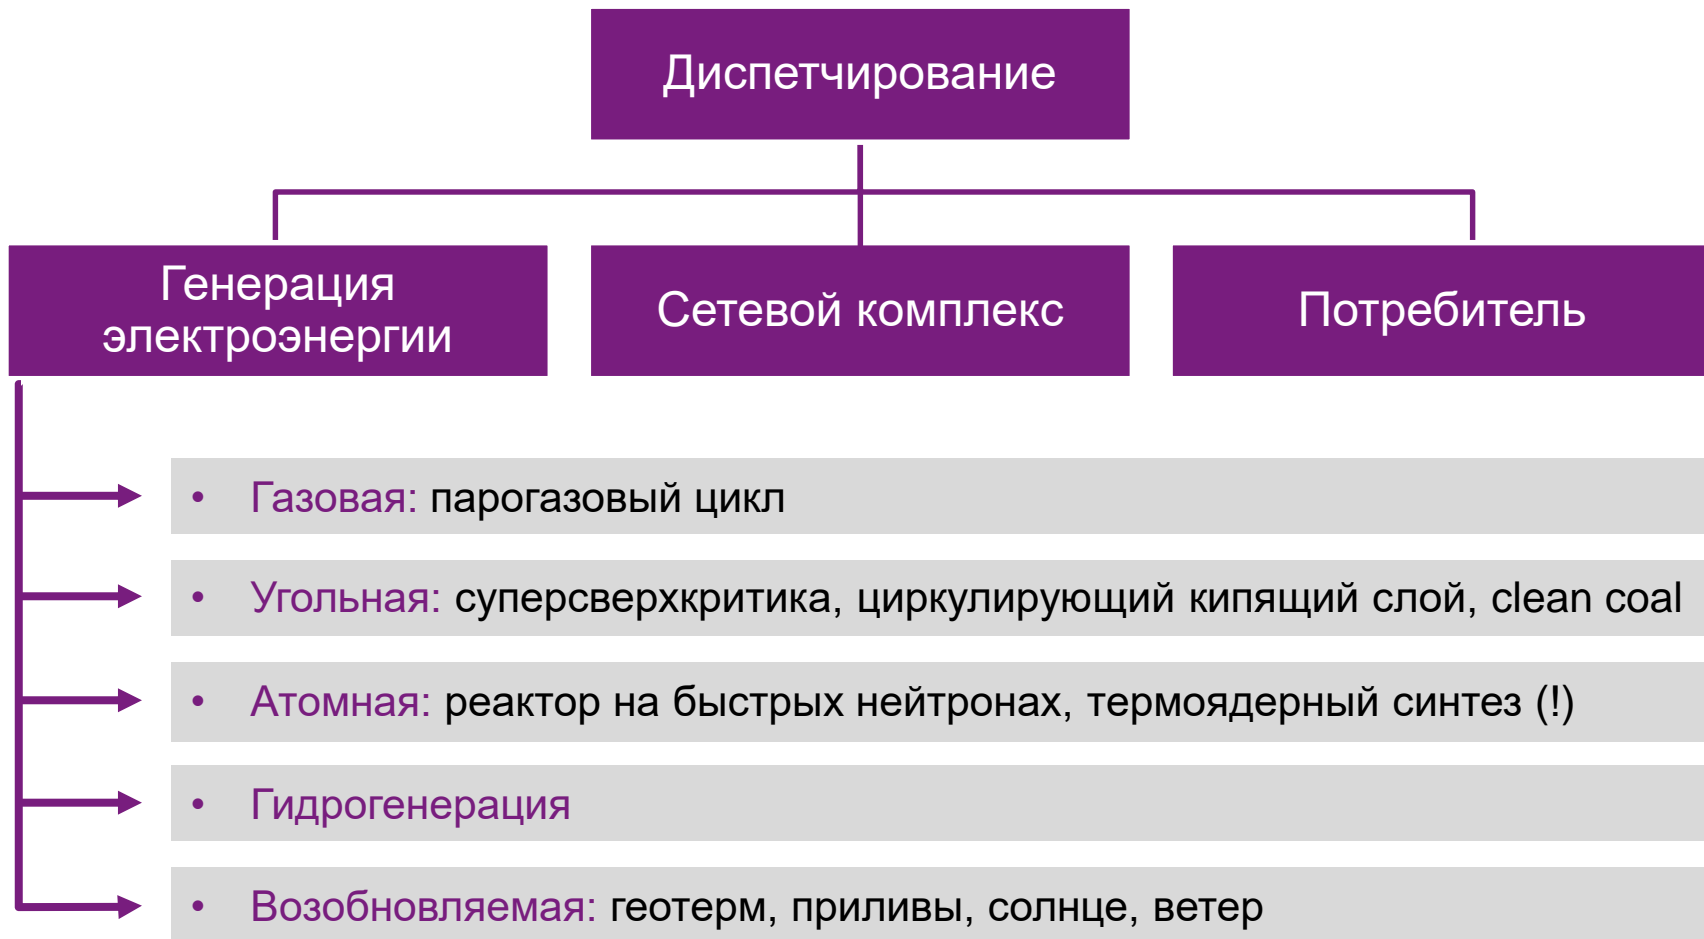 Диспетчирование
Генерация
электроэнергии
Сетевой комплекс
Потребитель
• Газовая: парогазовый цикл
• Угольная: суперсверхкритика, циркулирующий кипящий слой, clean coal
• Атомная: реактор на быстрых нейтронах, термоядерный синтез (!)
• Гидрогенерация
• Возобновляемая: геотерм, приливы, солнце, ветер